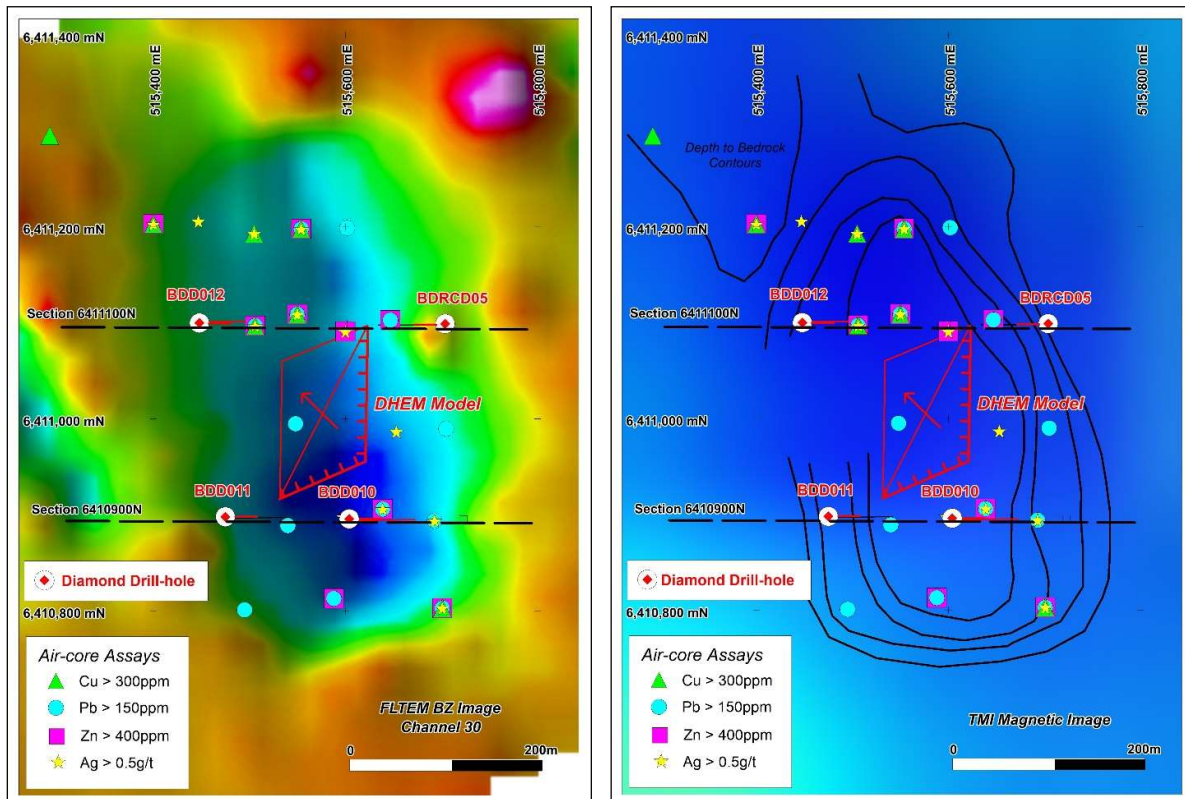 6,411,400 mN
515,400 mE
515,600 mE
515,800 mE
6,411,200 mN
BDD012
BDRCD05
Section 6411100N
DHEM Model
6,411,000 mN
BDD011
BDD010
Section 6410900N
Diamond Drill-hole
6,410,800 mN
Air-core Assays
Cu > 300ppm
Pb > 150ppm
Zn > 400ppm
Ag > 0.5g/t
FLTEM BZ Image
Channel 30
0
200m
6,411,400 mN
515,400 mE
515,600 mE
515,800 mE
Depth to Bedrock
Contours
6,411,200 mN
BDD012
BDRCD05
Section 6411100N
DHEM Model
6,411,000 mN
BDD011
BDD010
Section 6410900N
Diamond Drill-hole
6,410,800 mN
Air-core Assays
Cu > 300ppm
Pb > 150ppm
Zn > 400ppm
Ag > 0.5g/t
TMI Magnetic Image
0
200m